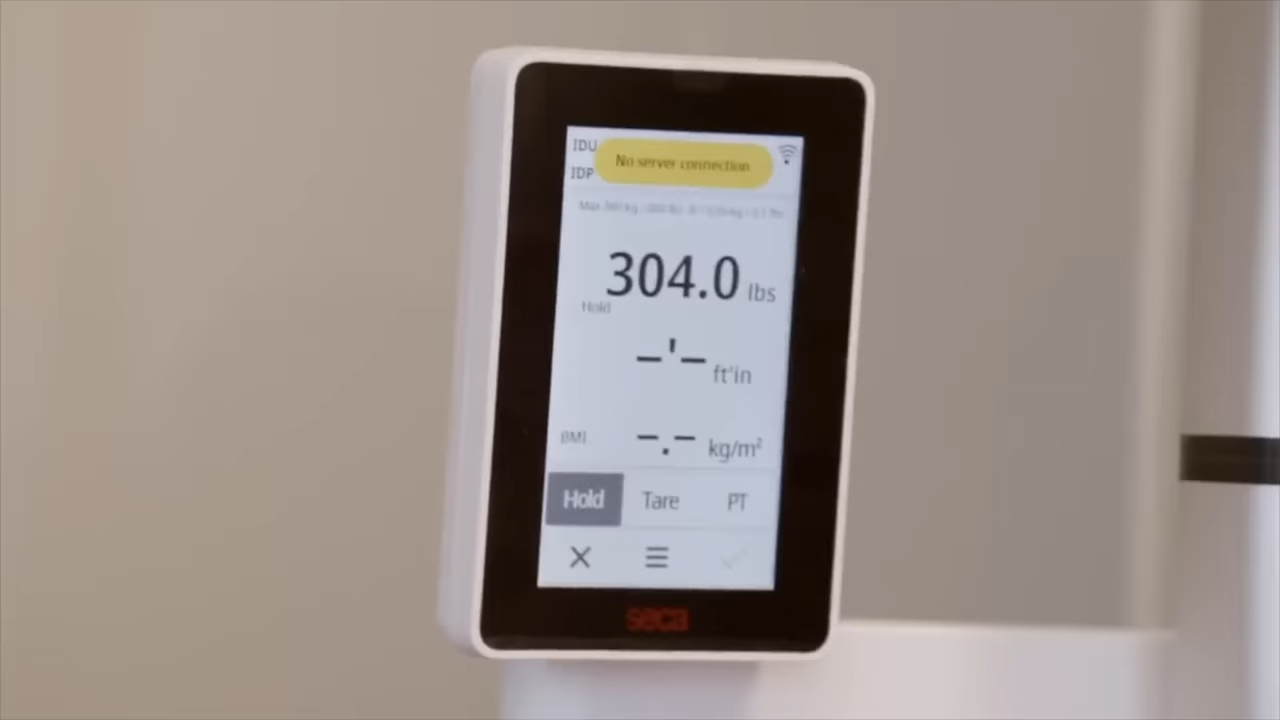 IDU
No server connection
IDP
304.0 lbs
Hold
–'– ft'in
BMI –.– kg/m²
Hold Tare PT
seca